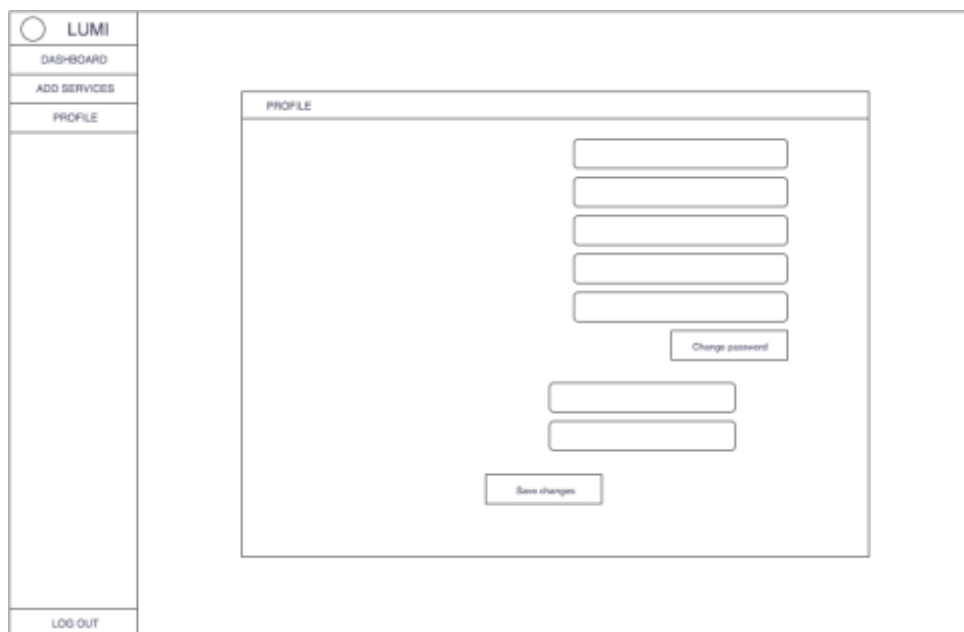 LUMI
DASHBOARD
ADD SERVICES
PROFILE
PROFILE
Change password
Save changes
LOG OUT